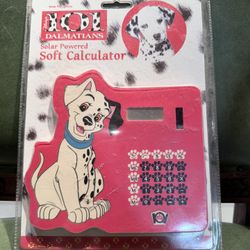 101
DALMATIANS
Solar Powered
Soft Calculator